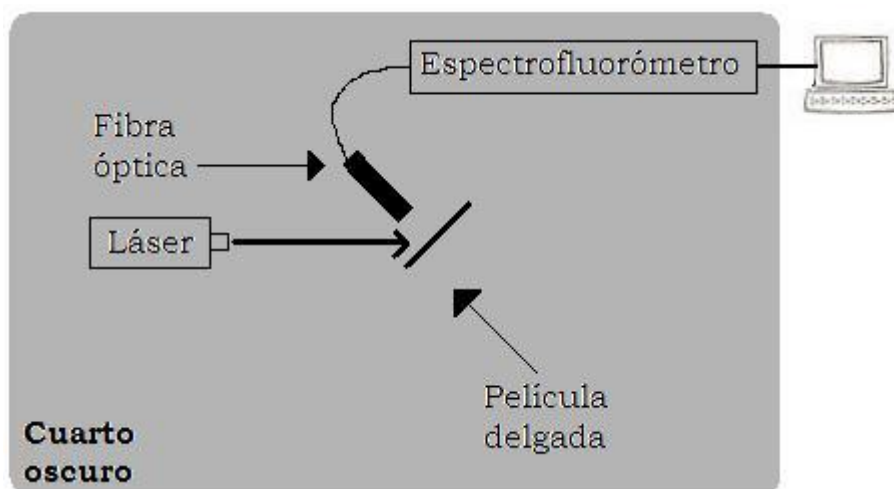 Espectrofluorómetro
Fibra
óptica
Láser
Película
delgada
Cuarto
oscuro